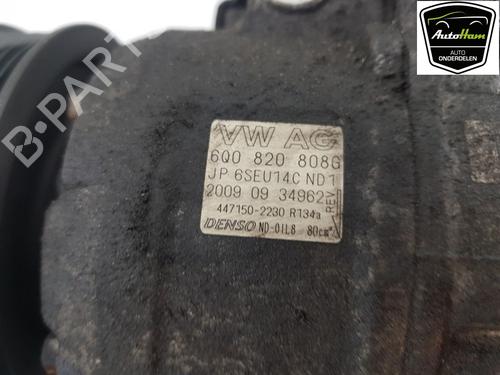 AutoHam
AUTO
ONDERDELEN
B-PARTS
VW AG
6Q0 820 808G
JP 6SEU14C ND1
2009 09 34962
REV
447150-2230 R134a
DENSO ND-OIL8 80cm³